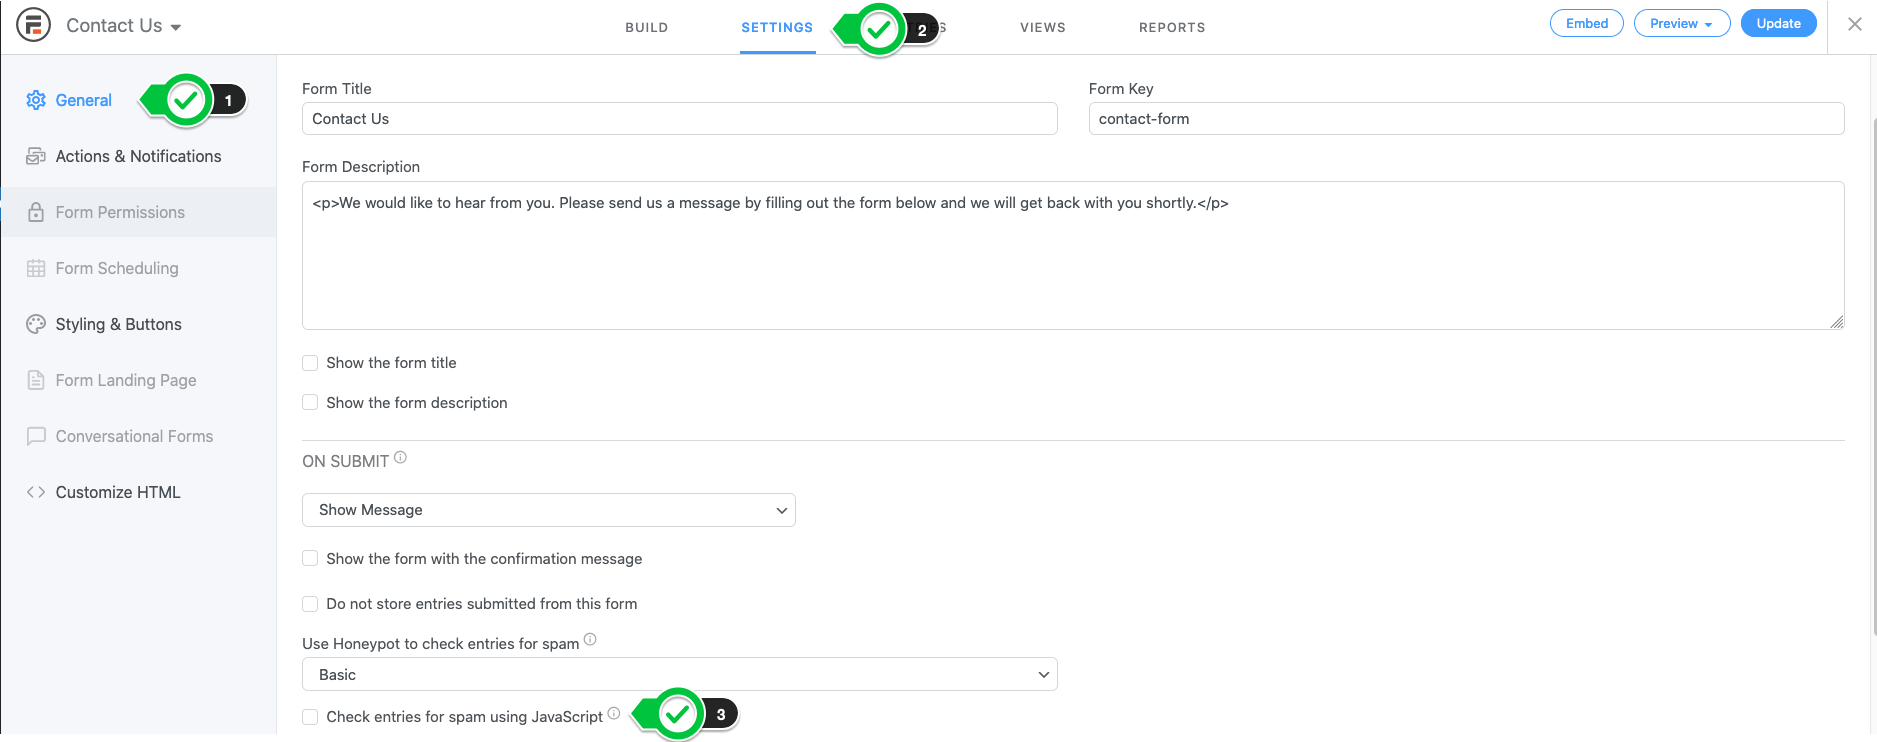 Contact Us
BUILD
SETTINGS
2
VIEWS
REPORTS
Embed
Preview
Update
General
1
Actions & Notifications
Form Permissions
Form Scheduling
Styling & Buttons
Form Landing Page
Conversational Forms
Customize HTML
Form Title
Contact Us
Form Key
contact-form
Form Description
<p>We would like to hear from you. Please send us a message by filling out the form below and we will get back with you shortly.</p>
Show the form title
Show the form description
ON SUBMIT
Show Message
Show the form with the confirmation message
Do not store entries submitted from this form
Use Honeypot to check entries for spam
Basic
Check entries for spam using JavaScript
3